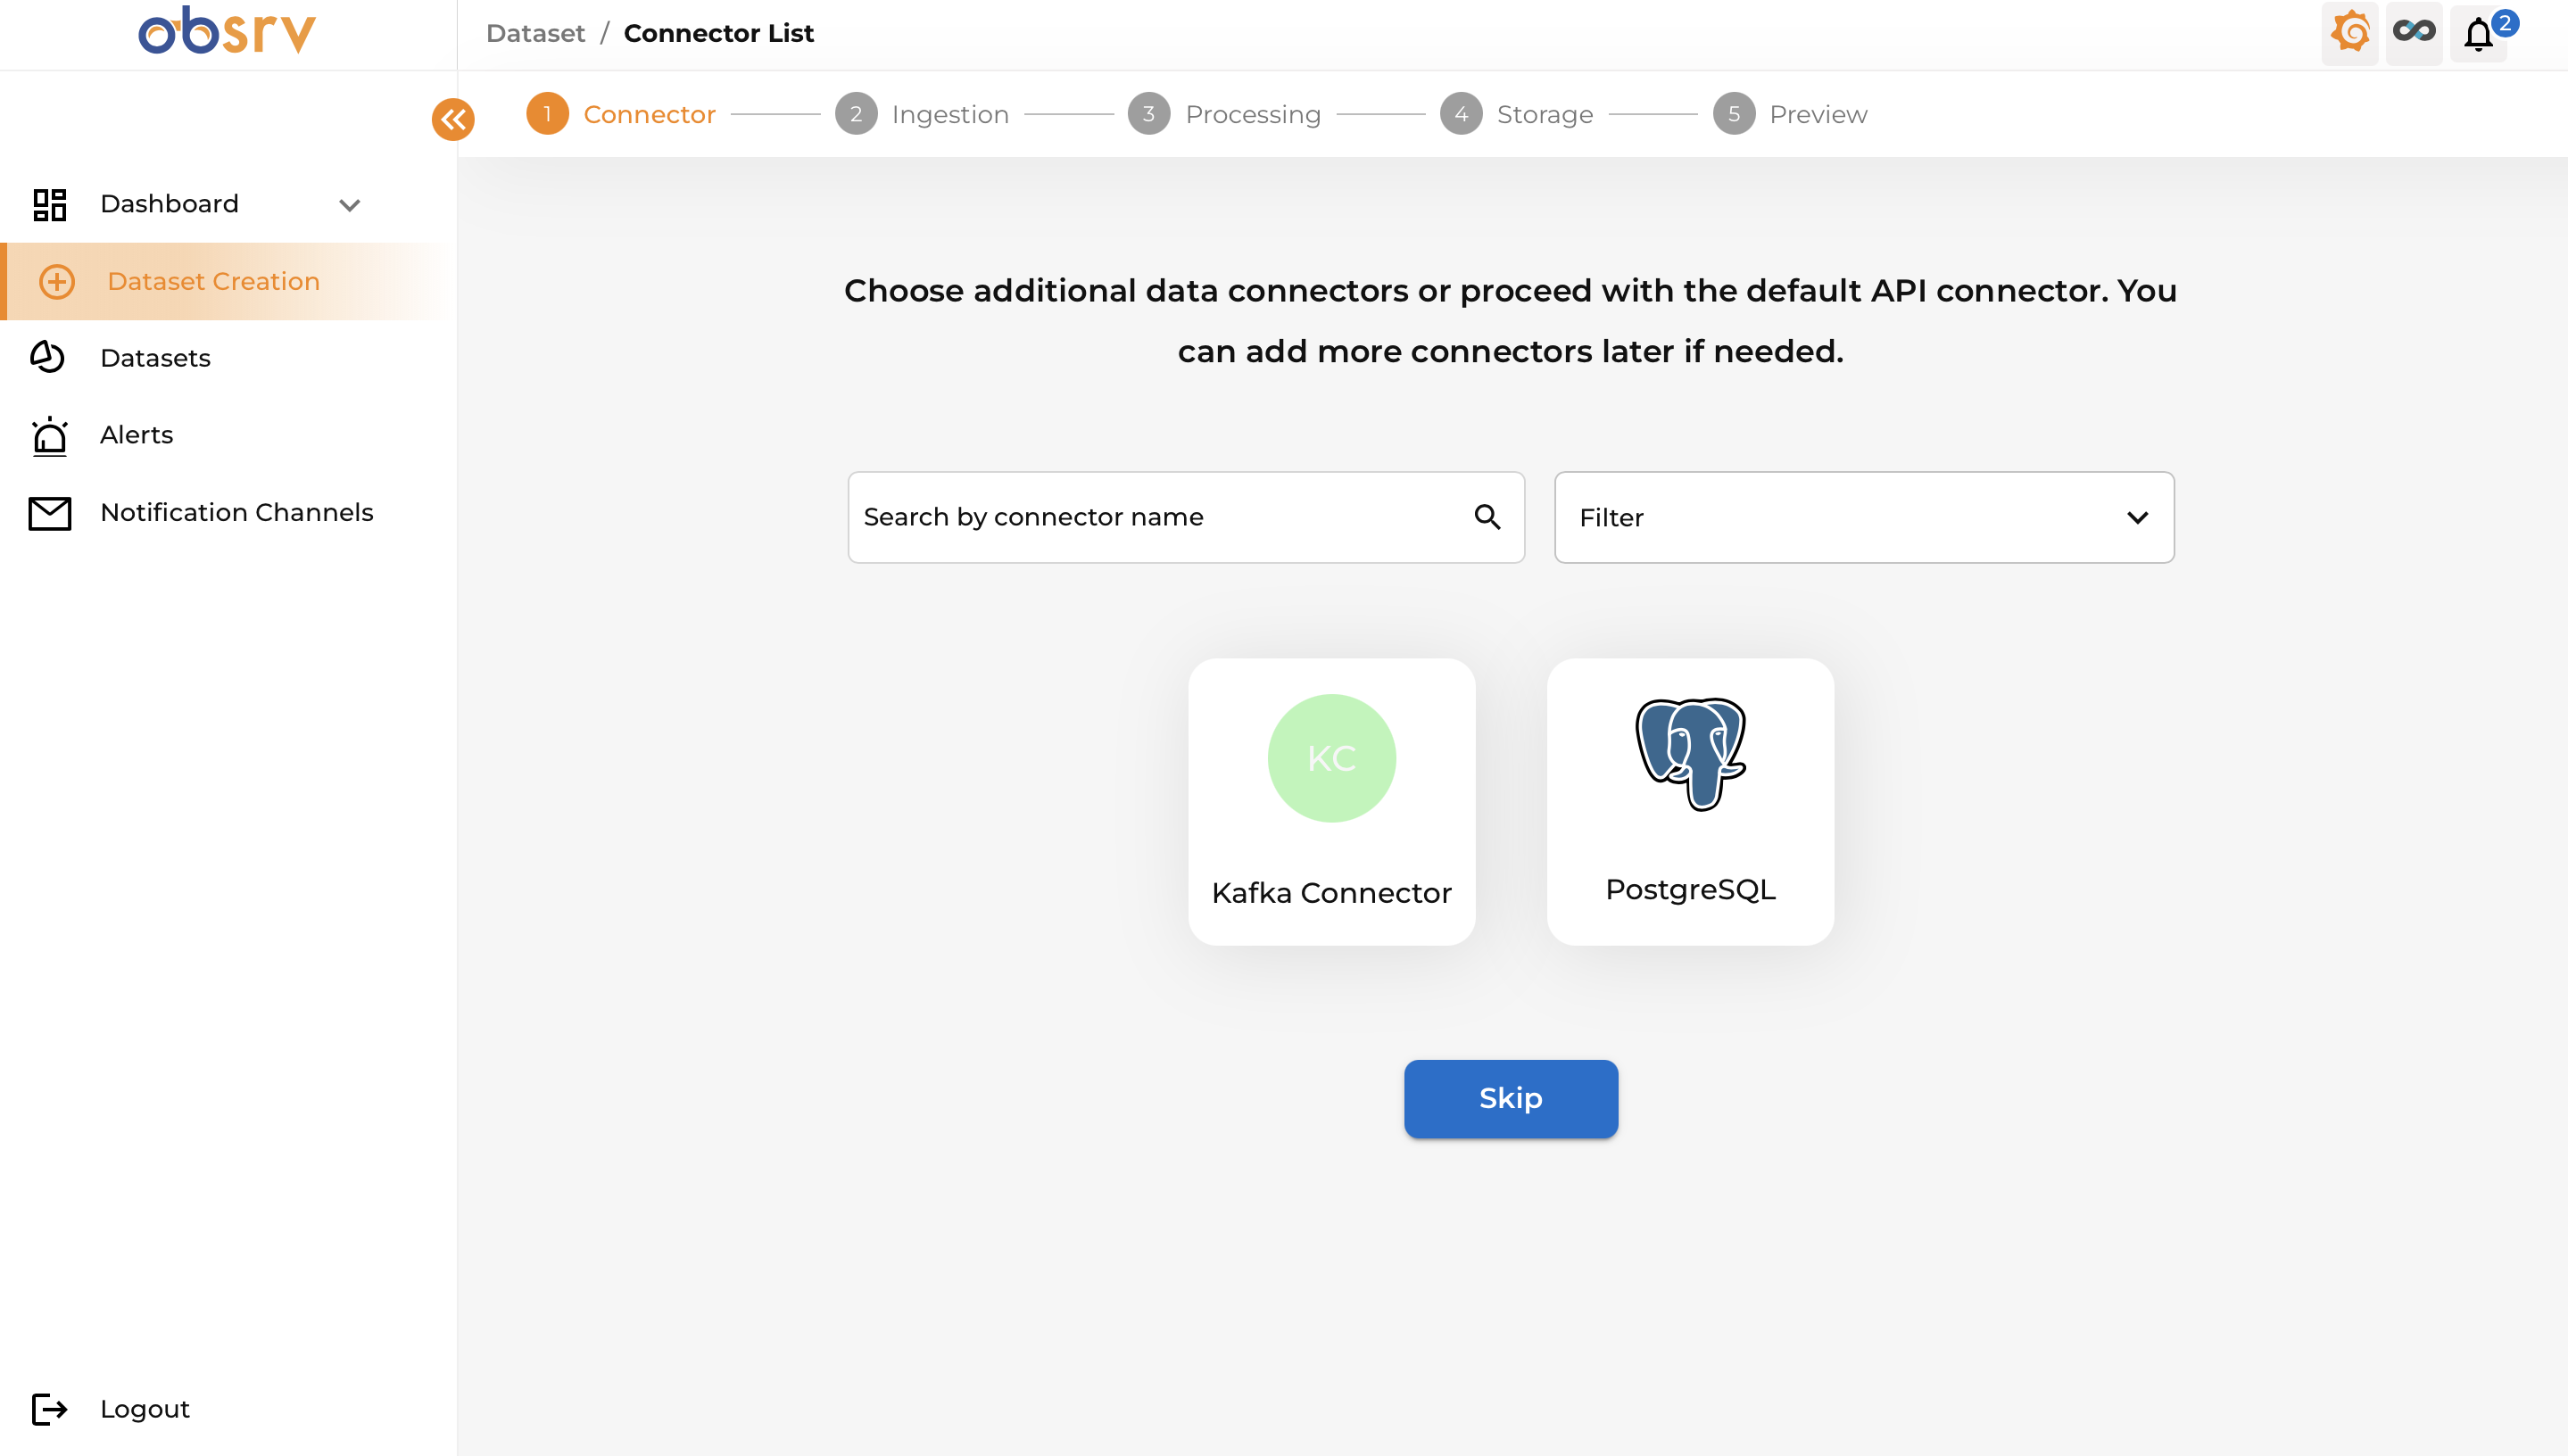 obsrv
Dataset / Connector List
2
1 Connector 2 Ingestion 3 Processing 4 Storage 5 Preview
Dashboard
Dataset Creation
Datasets
Alerts
Notification Channels
Choose additional data connectors or proceed with the default API connector. You
can add more connectors later if needed.
Search by connector name
Filter
KC
Kafka Connector
PostgreSQL
Skip
Logout